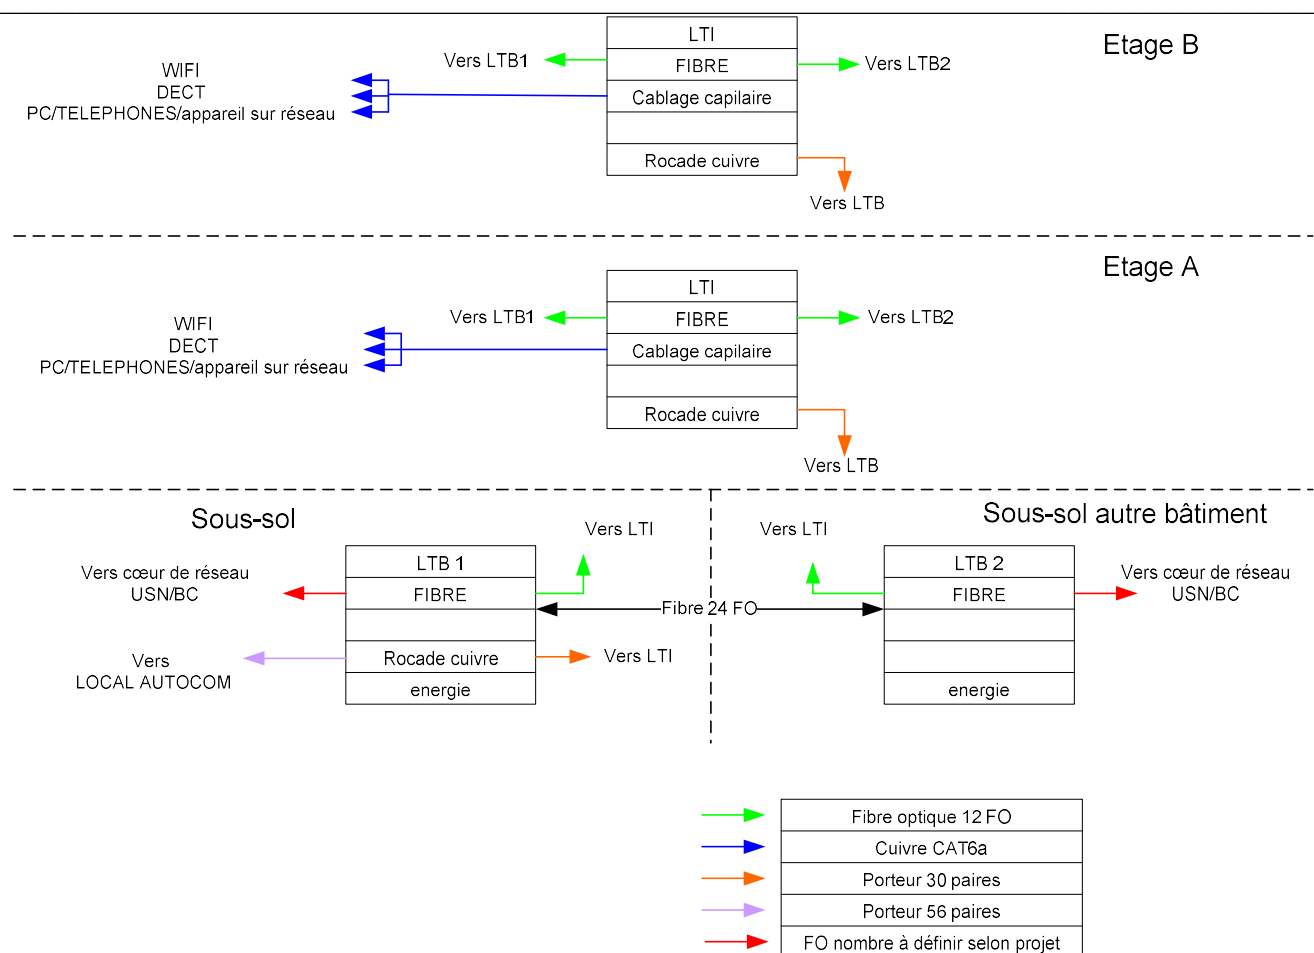 Etage B
LTI
Vers LTB1
FIBRE
Vers LTB2
WIFI
DECT
PC/TELEPHONES/appareil sur réseau
Cablage capilaire
Rocade cuivre
Vers LTB
Etage A
LTI
Vers LTB1
FIBRE
Vers LTB2
WIFI
DECT
PC/TELEPHONES/appareil sur réseau
Cablage capilaire
Rocade cuivre
Vers LTB
Sous-sol
Vers LTI
LTB 1
Vers cœur de réseau
USN/BC
FIBRE
Fibre 24 FO
Vers
LOCAL AUTOCOM
Rocade cuivre
Vers LTI
energie
Sous-sol autre bâtiment
Vers LTI
LTB 2
FIBRE
Vers cœur de réseau
USN/BC
energie
Fibre optique 12 FO
Cuivre CAT6a
Porteur 30 paires
Porteur 56 paires
FO nombre à définir selon projet